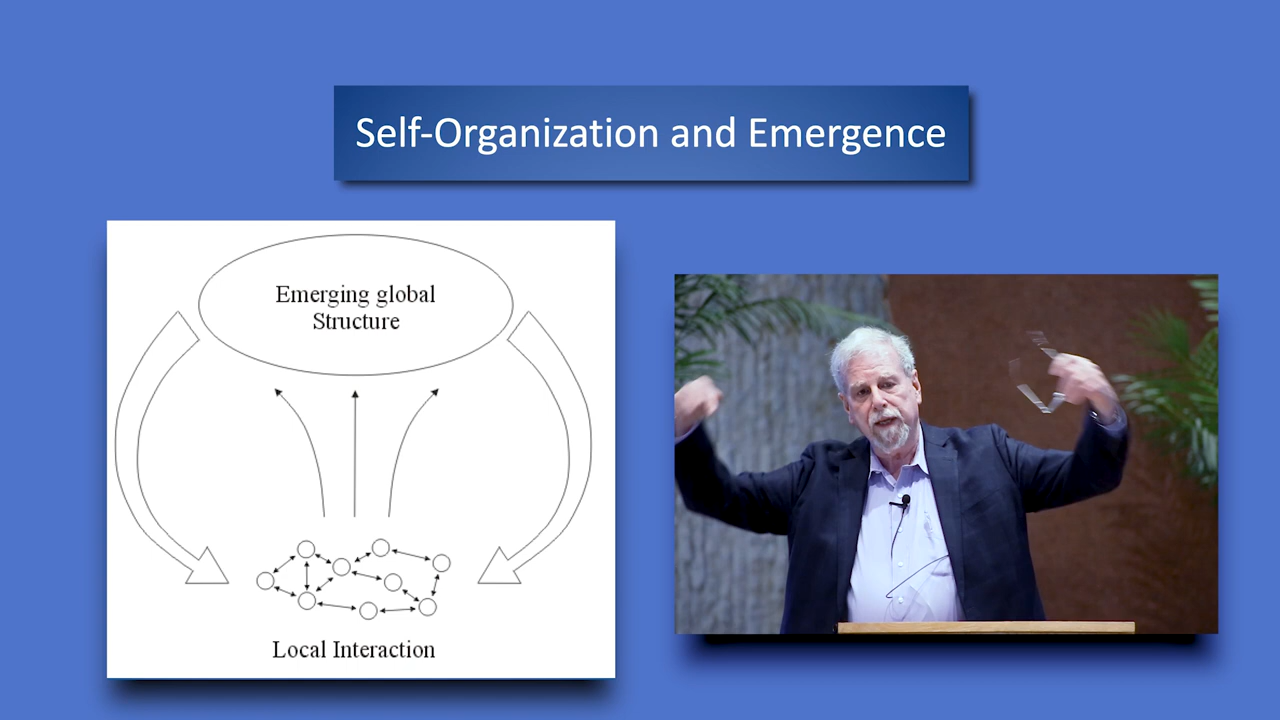 Self-Organization and Emergence
Emerging global
Structure
Local Interaction